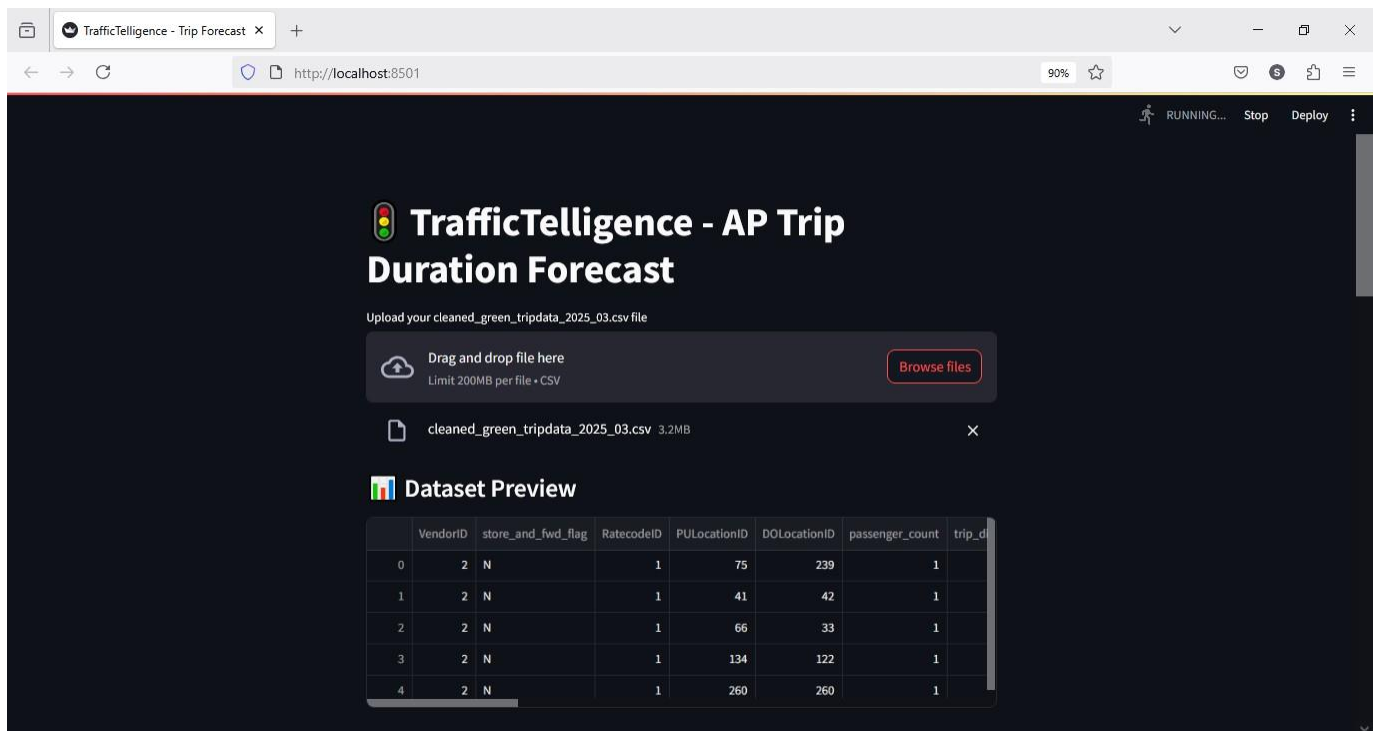 TrafficTelligence - Trip Forecast
http://localhost:8501
90%
S
RUNNING...
Stop
Deploy
TrafficTelligence - AP Trip
Duration Forecast
Upload your cleaned_green_tripdata_2025_03.csv file
Drag and drop file here
Limit 200MB per file • CSV
Browse files
cleaned_green_tripdata_2025_03.csv 3.2MB
Dataset Preview
VendorID store_and_fwd_flag RatecodeID PULocationID DOLocationID passenger_count trip_di
0 2 N 1 75 239 1
1 2 N 1 41 42 1
2 2 N 1 66 33 1
3 2 N 1 134 122 1
4 2 N 1 260 260 1